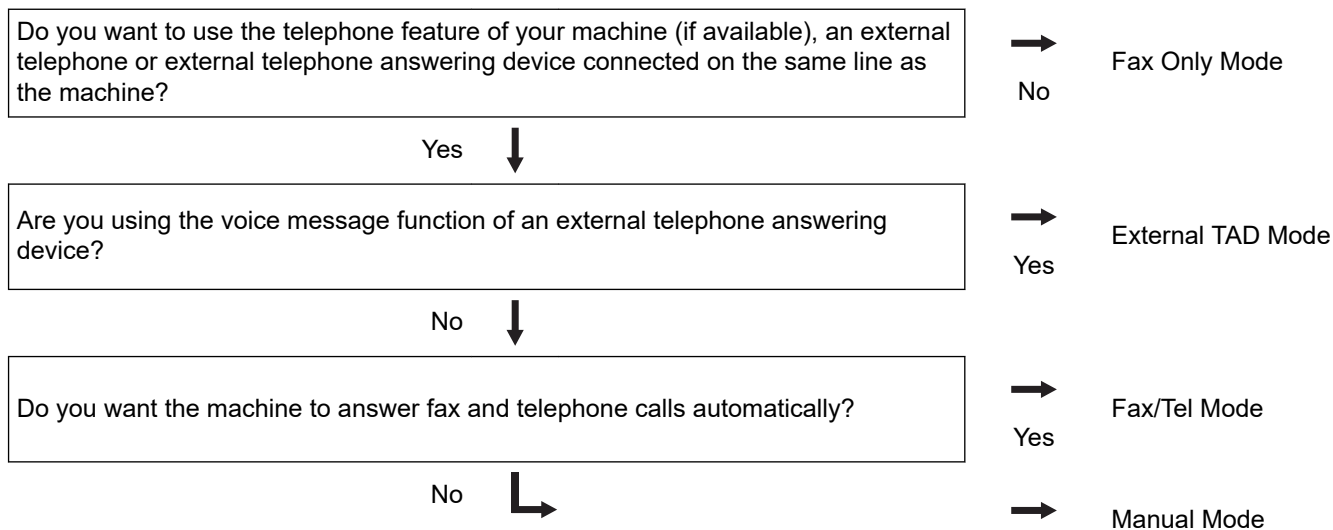 Do you want to use the telephone feature of your machine (if available), an external
telephone or external telephone answering device connected on the same line as
the machine?
No
Fax Only Mode
Yes
Are you using the voice message function of an external telephone answering
device?
Yes
External TAD Mode
No
Do you want the machine to answer fax and telephone calls automatically?
Yes
Fax/Tel Mode
No
Manual Mode